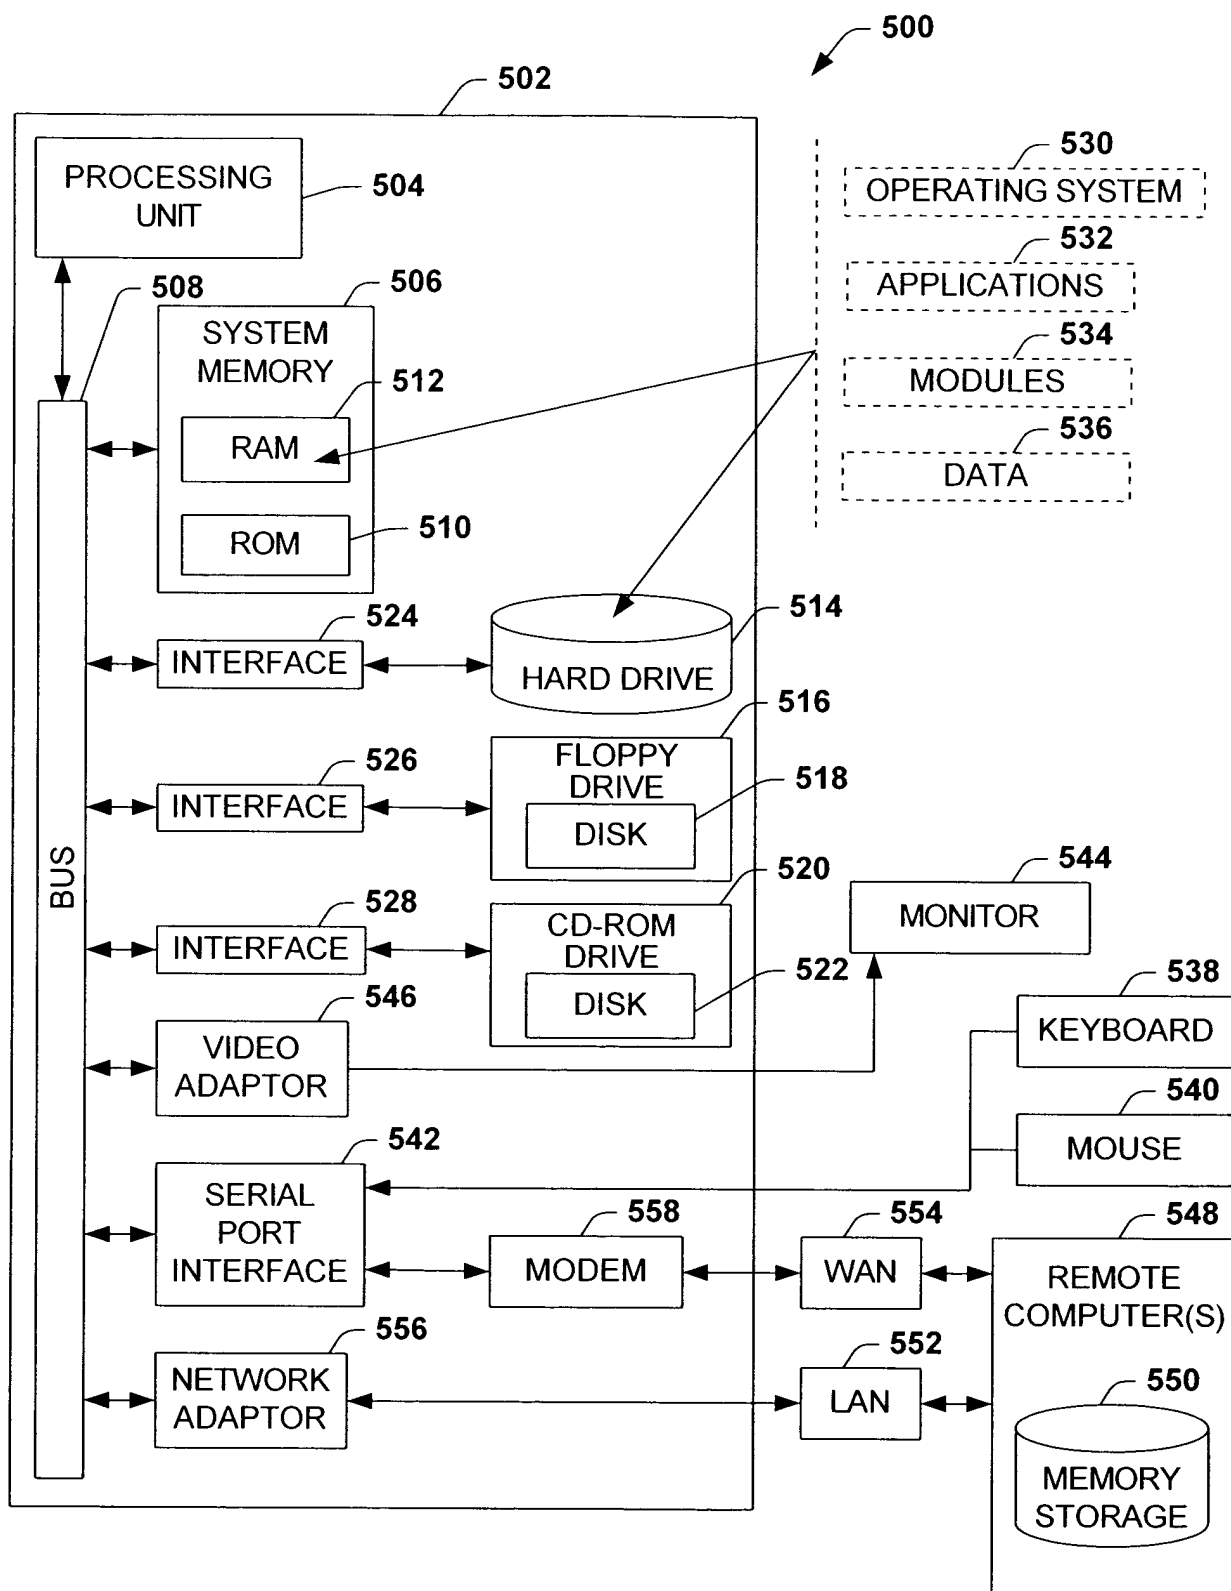 500
502
PROCESSING
UNIT
504
530
OPERATING SYSTEM
532
APPLICATIONS
534
MODULES
536
DATA
508
506
SYSTEM
MEMORY
512
RAM
ROM
510
BUS
524
INTERFACE
514
HARD DRIVE
516
FLOPPY
DRIVE
526
INTERFACE
518
DISK
520
CD-ROM
DRIVE
528
INTERFACE
522
DISK
544
MONITOR
538
KEYBOARD
546
VIDEO
ADAPTOR
540
MOUSE
542
SERIAL
PORT
INTERFACE
558
MODEM
554
WAN
548
REMOTE
COMPUTER(S)
556
NETWORK
ADAPTOR
552
LAN
550
MEMORY
STORAGE